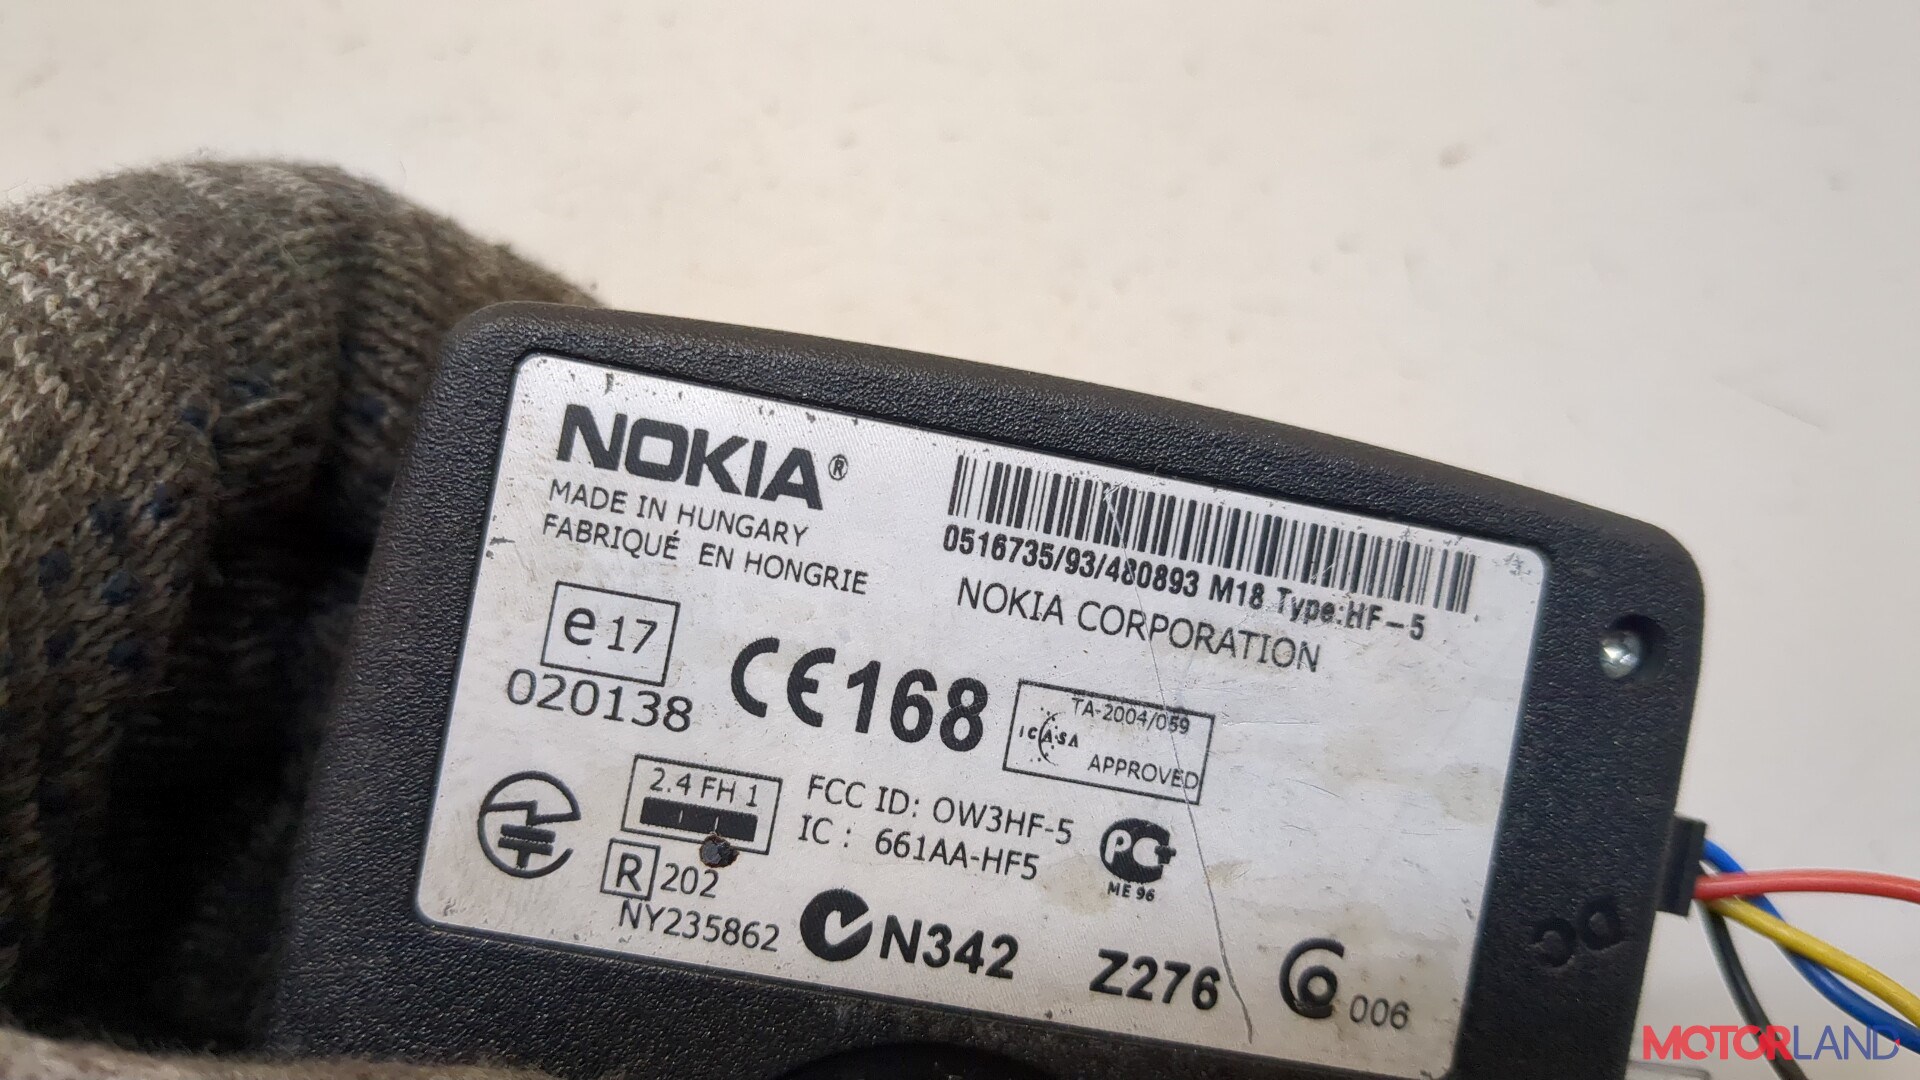 NOKIA®
MADE IN HUNGARY
FABRIQUÉ EN HONGRIE
0516735/93/480893 M18 Type:HF-5
NOKIA CORPORATION
e17
020138
CE168
TA-2004/059
ICASA
APPROVED
2.4 FH 1
R 202
NY235862
FCC ID: OW3HF-5
IC: 661AA-HF5
PC
ME 96
N342
Z276
006
MOTORLAND